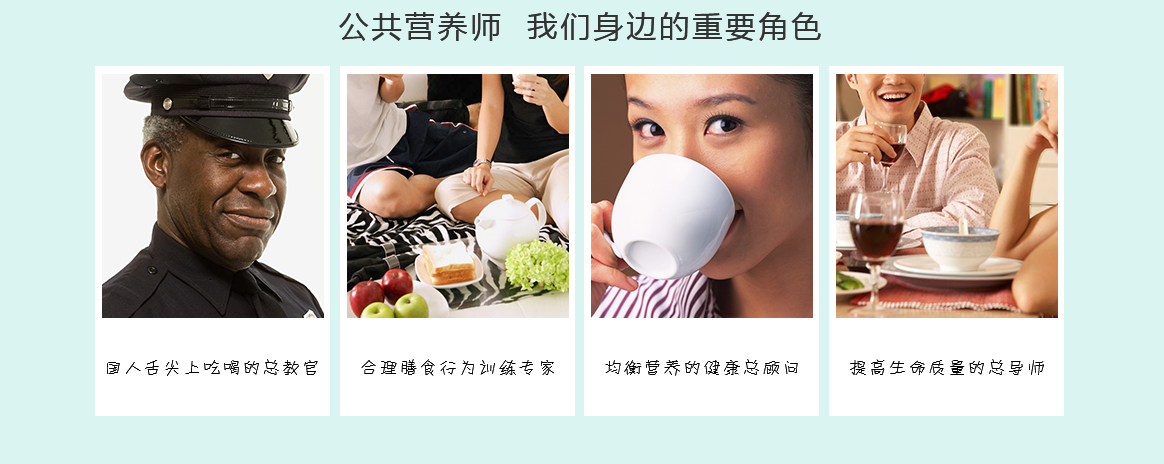 公共营养师 我们身边的重要角色
国人舌尖上吃喝的总教官
合理膳食行为训练专家
均衡营养的健康总顾问
提高生命质量的总导师